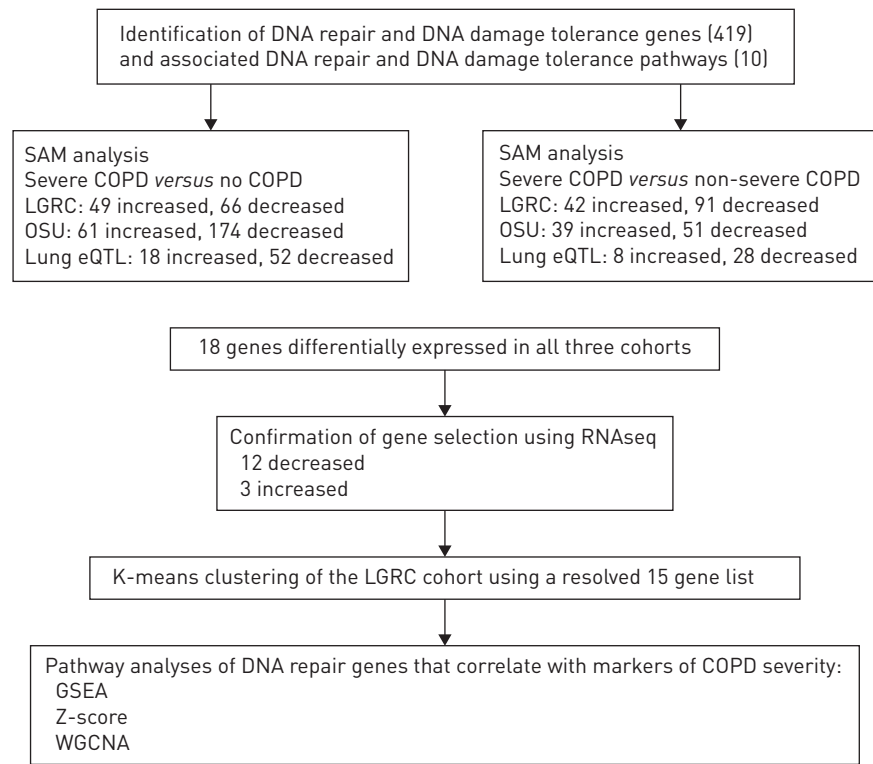 Identification of DNA repair and DNA damage tolerance genes (419)
and associated DNA repair and DNA damage tolerance pathways (10)
SAM analysis
Severe COPD versus no COPD
LGRC: 49 increased, 66 decreased
OSU: 61 increased, 174 decreased
Lung eQTL: 18 increased, 52 decreased
SAM analysis
Severe COPD versus non-severe COPD
LGRC: 42 increased, 91 decreased
OSU: 39 increased, 51 decreased
Lung eQTL: 8 increased, 28 decreased
18 genes differentially expressed in all three cohorts
Confirmation of gene selection using RNAseq
12 decreased
3 increased
K-means clustering of the LGRC cohort using a resolved 15 gene list
Pathway analyses of DNA repair genes that correlate with markers of COPD severity:
GSEA
Z-score
WGCNA